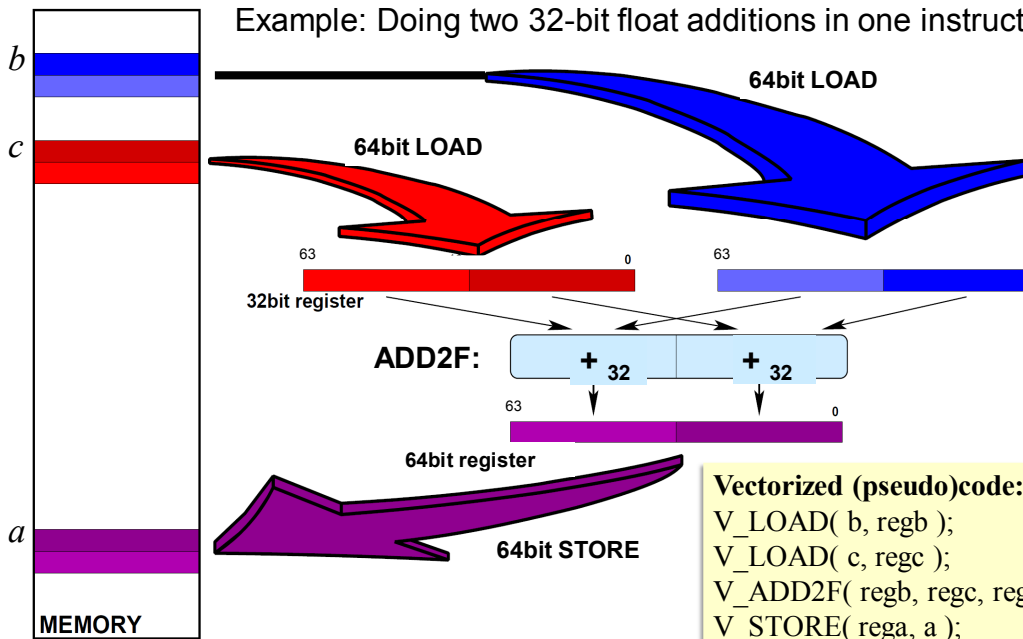 Example: Doing two 32-bit float additions in one instruct
b
64bit LOAD
c
64bit LOAD
63
0
63
32bit register
ADD2F:
+ 32
+ 32
63
0
64bit register
a
64bit STORE
Vectorized (pseudo)code:
V_LOAD( b, regb );
V_LOAD( c, regc );
V_ADD2F( regb, regc, reg
V_STORE( rega, a );
MEMORY